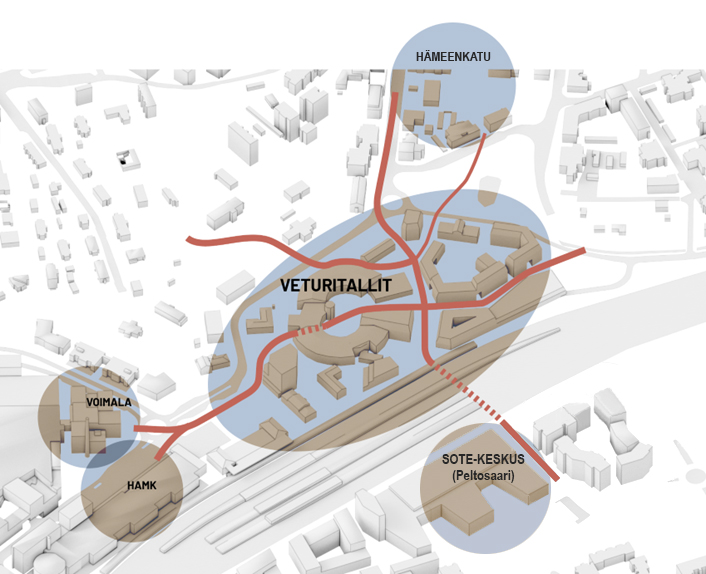 HÄMEENKATU
VETURITALLIT
VOIMALA
SOTE-KESKUS
(Peltosaari)
HAMK